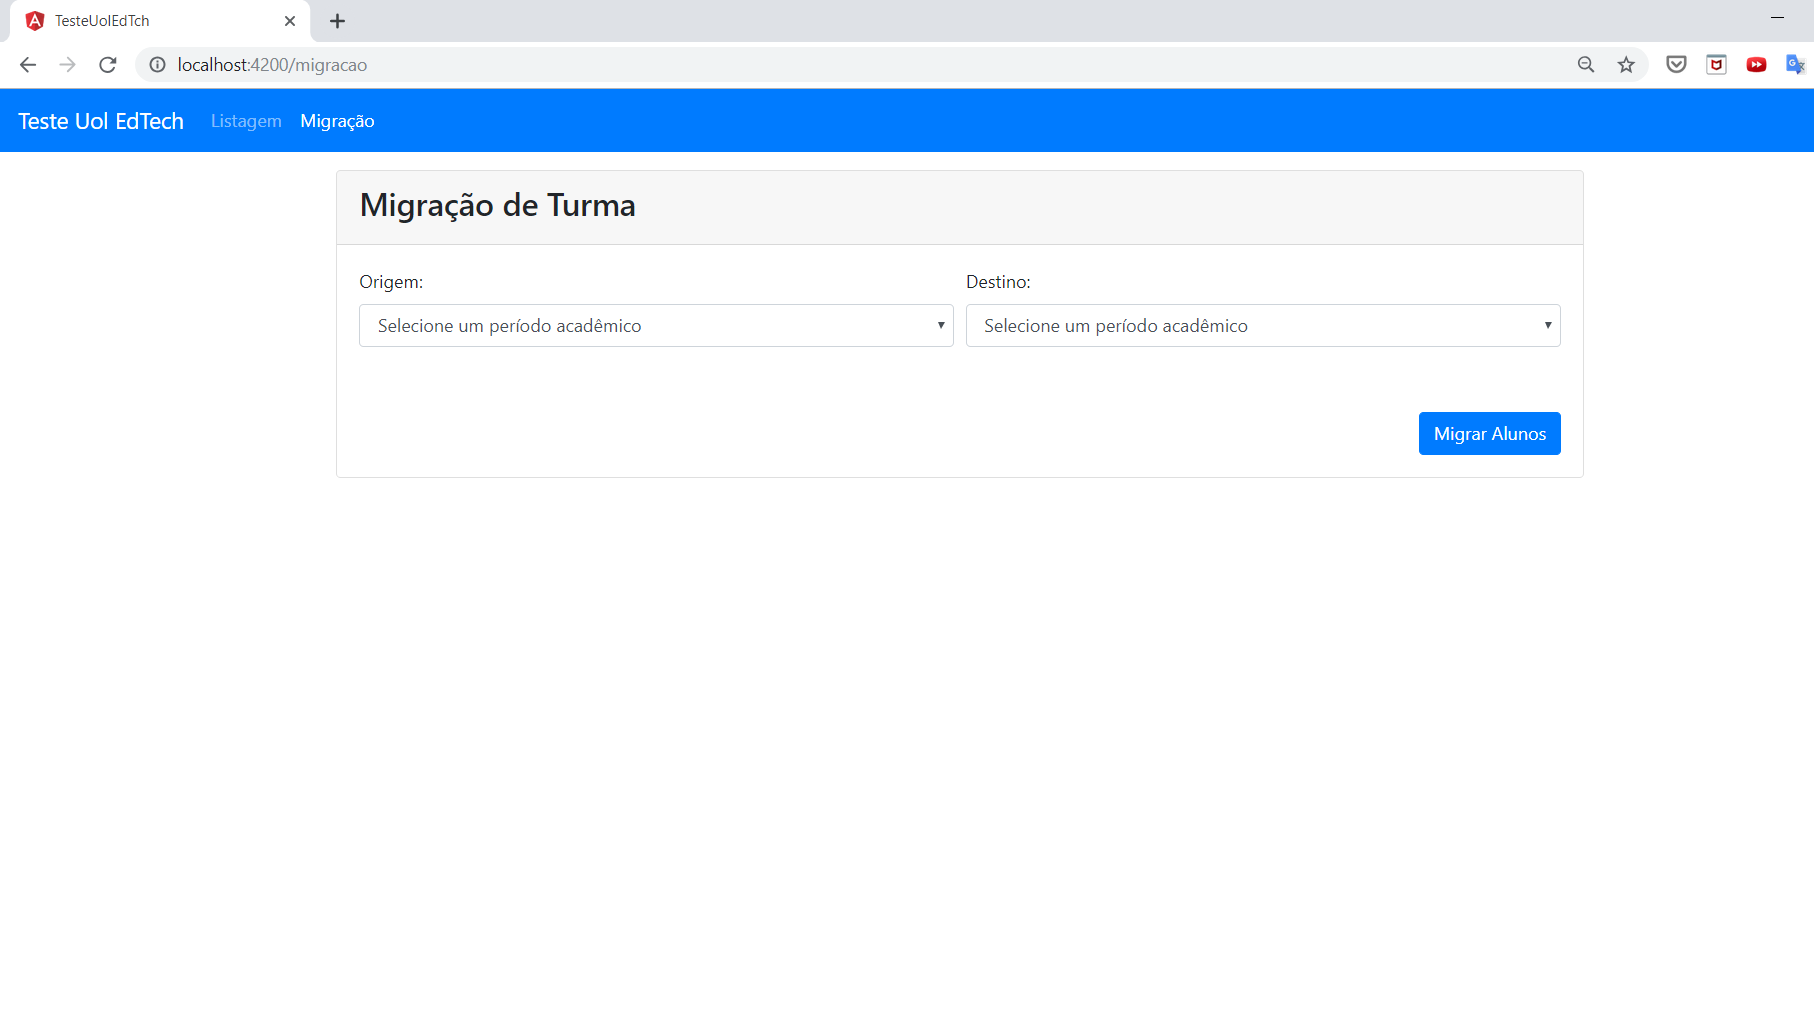 TesteUolEdTch
localhost:4200/migracao
Teste Uol EdTech Listagem Migração
Migração de Turma
Origem: Destino:
Selecione um período acadêmico Selecione um período acadêmico
Migrar Alunos